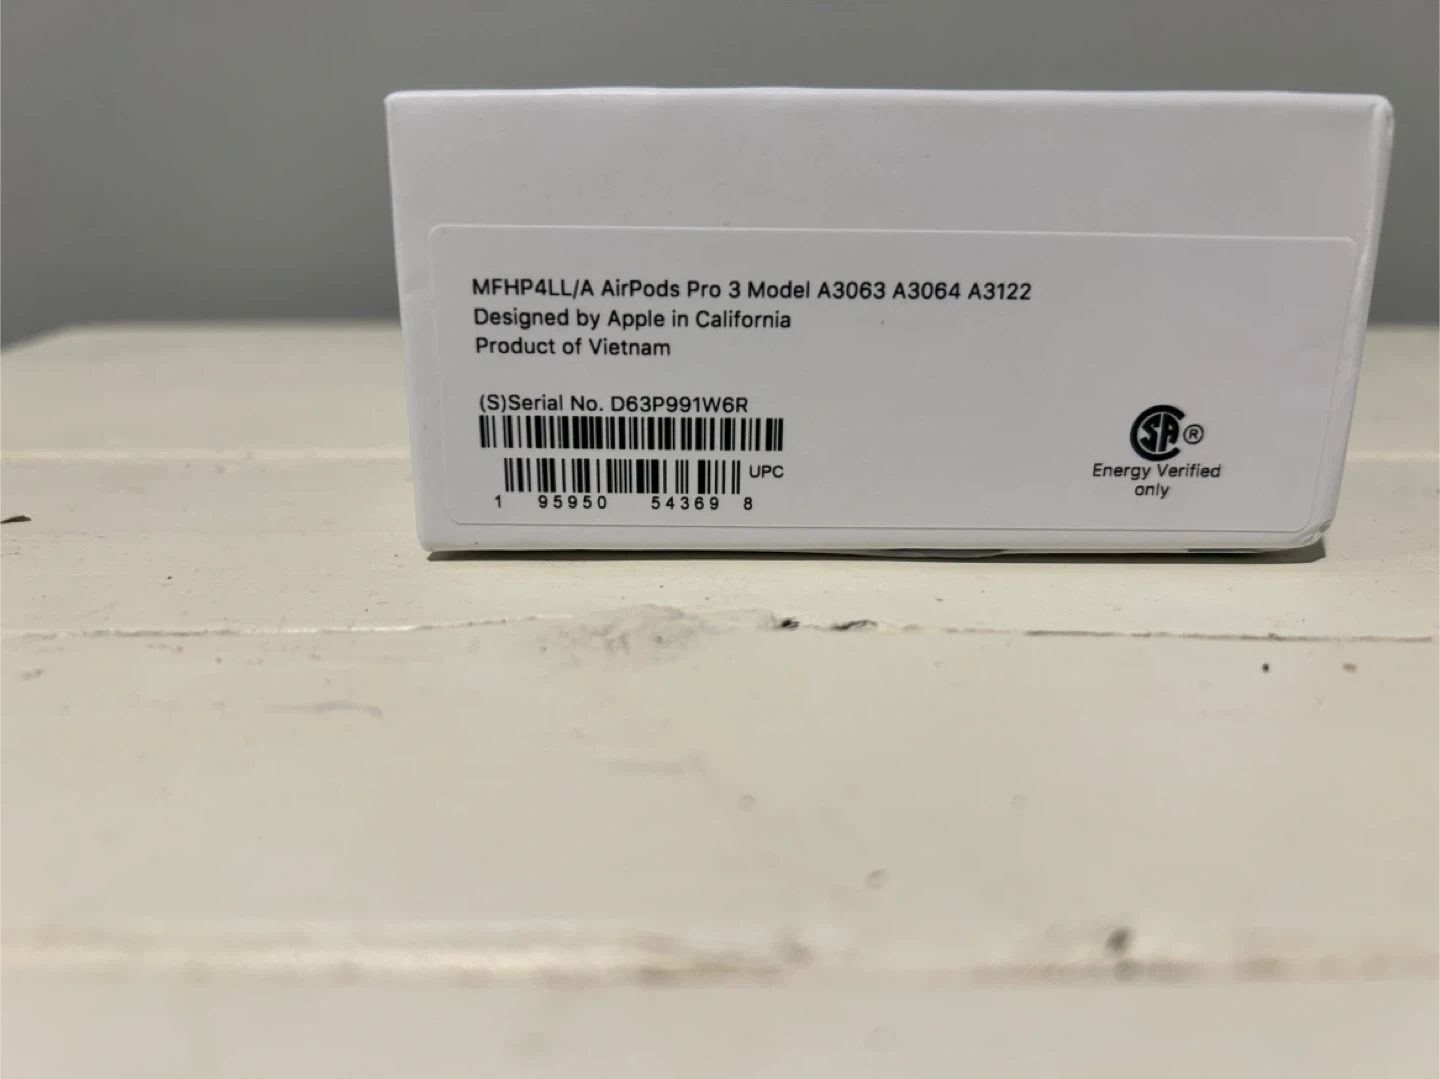 MFHP4LL/A AirPods Pro 3 Model A3063 A3064 A3122
Designed by Apple in California
Product of Vietnam
(S)Serial No. D63P991W6R
UPC
1 95950 54369 8
SA ®
Energy Verified
only